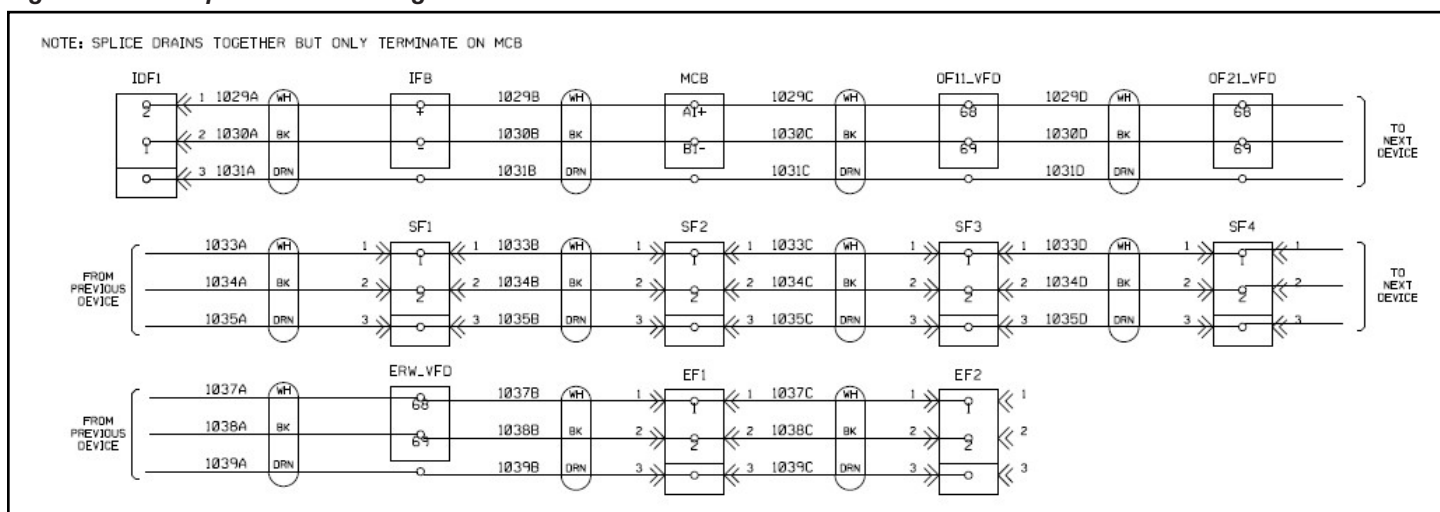 NOTE: SPLICE DRAINS TOGETHER BUT ONLY TERMINATE ON MCB
IDF1 IFB MCB OF11_VFD OF21_VFD
2 1 1029A WH + 1029B WH A1+ 1029C WH 68 1029D WH 68
1 2 1030A BK - 1030B BK B1- 1030C BK 69 1030D BK 69
3 1031A DRN 1031B DRN 1031C DRN 1031D DRN
TO
NEXT
DEVICE
SF1 SF2 SF3 SF4
FROM
PREVIOUS
DEVICE
1033A WH 1 1 1 1033B WH 1 1 1 1033C WH 1 1 1 1033D WH 1 1 1
1034A BK 2 2 2 1034B BK 2 2 2 1034C BK 2 2 2 1034D BK 2 2 2
1035A DRN 3 3 1035B DRN 3 3 1035C DRN 3 3 1035D DRN 3 3
TO
NEXT
DEVICE
ERW_VFD EF1 EF2
FROM
PREVIOUS
DEVICE
1037A WH 68 1037B WH 1 1 1 1037C WH 1 1 1
1038A BK 69 1038B BK 2 2 2 1038C BK 2 2 2
1039A DRN 1039B DRN 3 3 1039C DRN 3 3